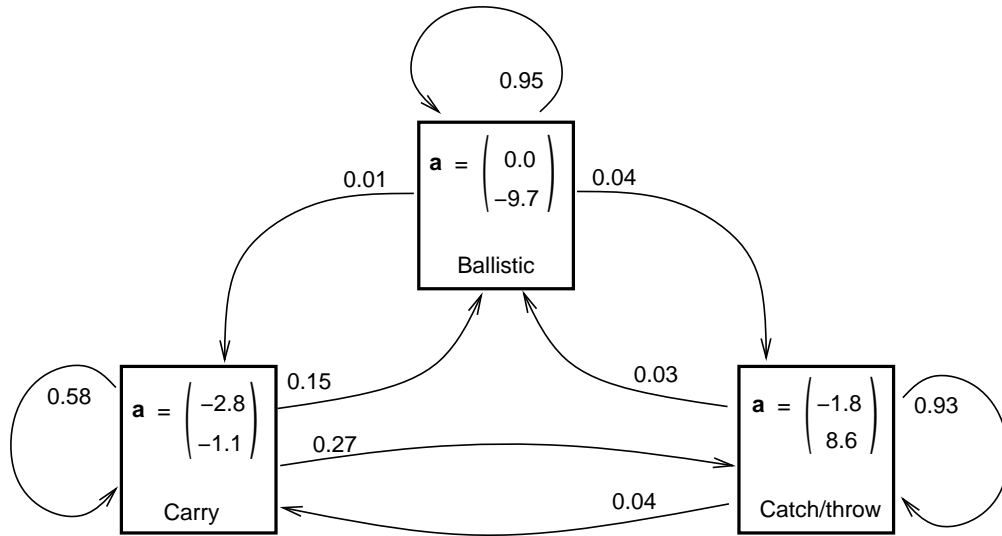 0.95
a = ( 0.0
−9.7 )
0.01
0.04
Ballistic
0.58
a = ( −2.8
−1.1 )
Carry
0.15
0.03
0.27
0.04
a = ( −1.8
8.6 )
0.93
Catch/throw